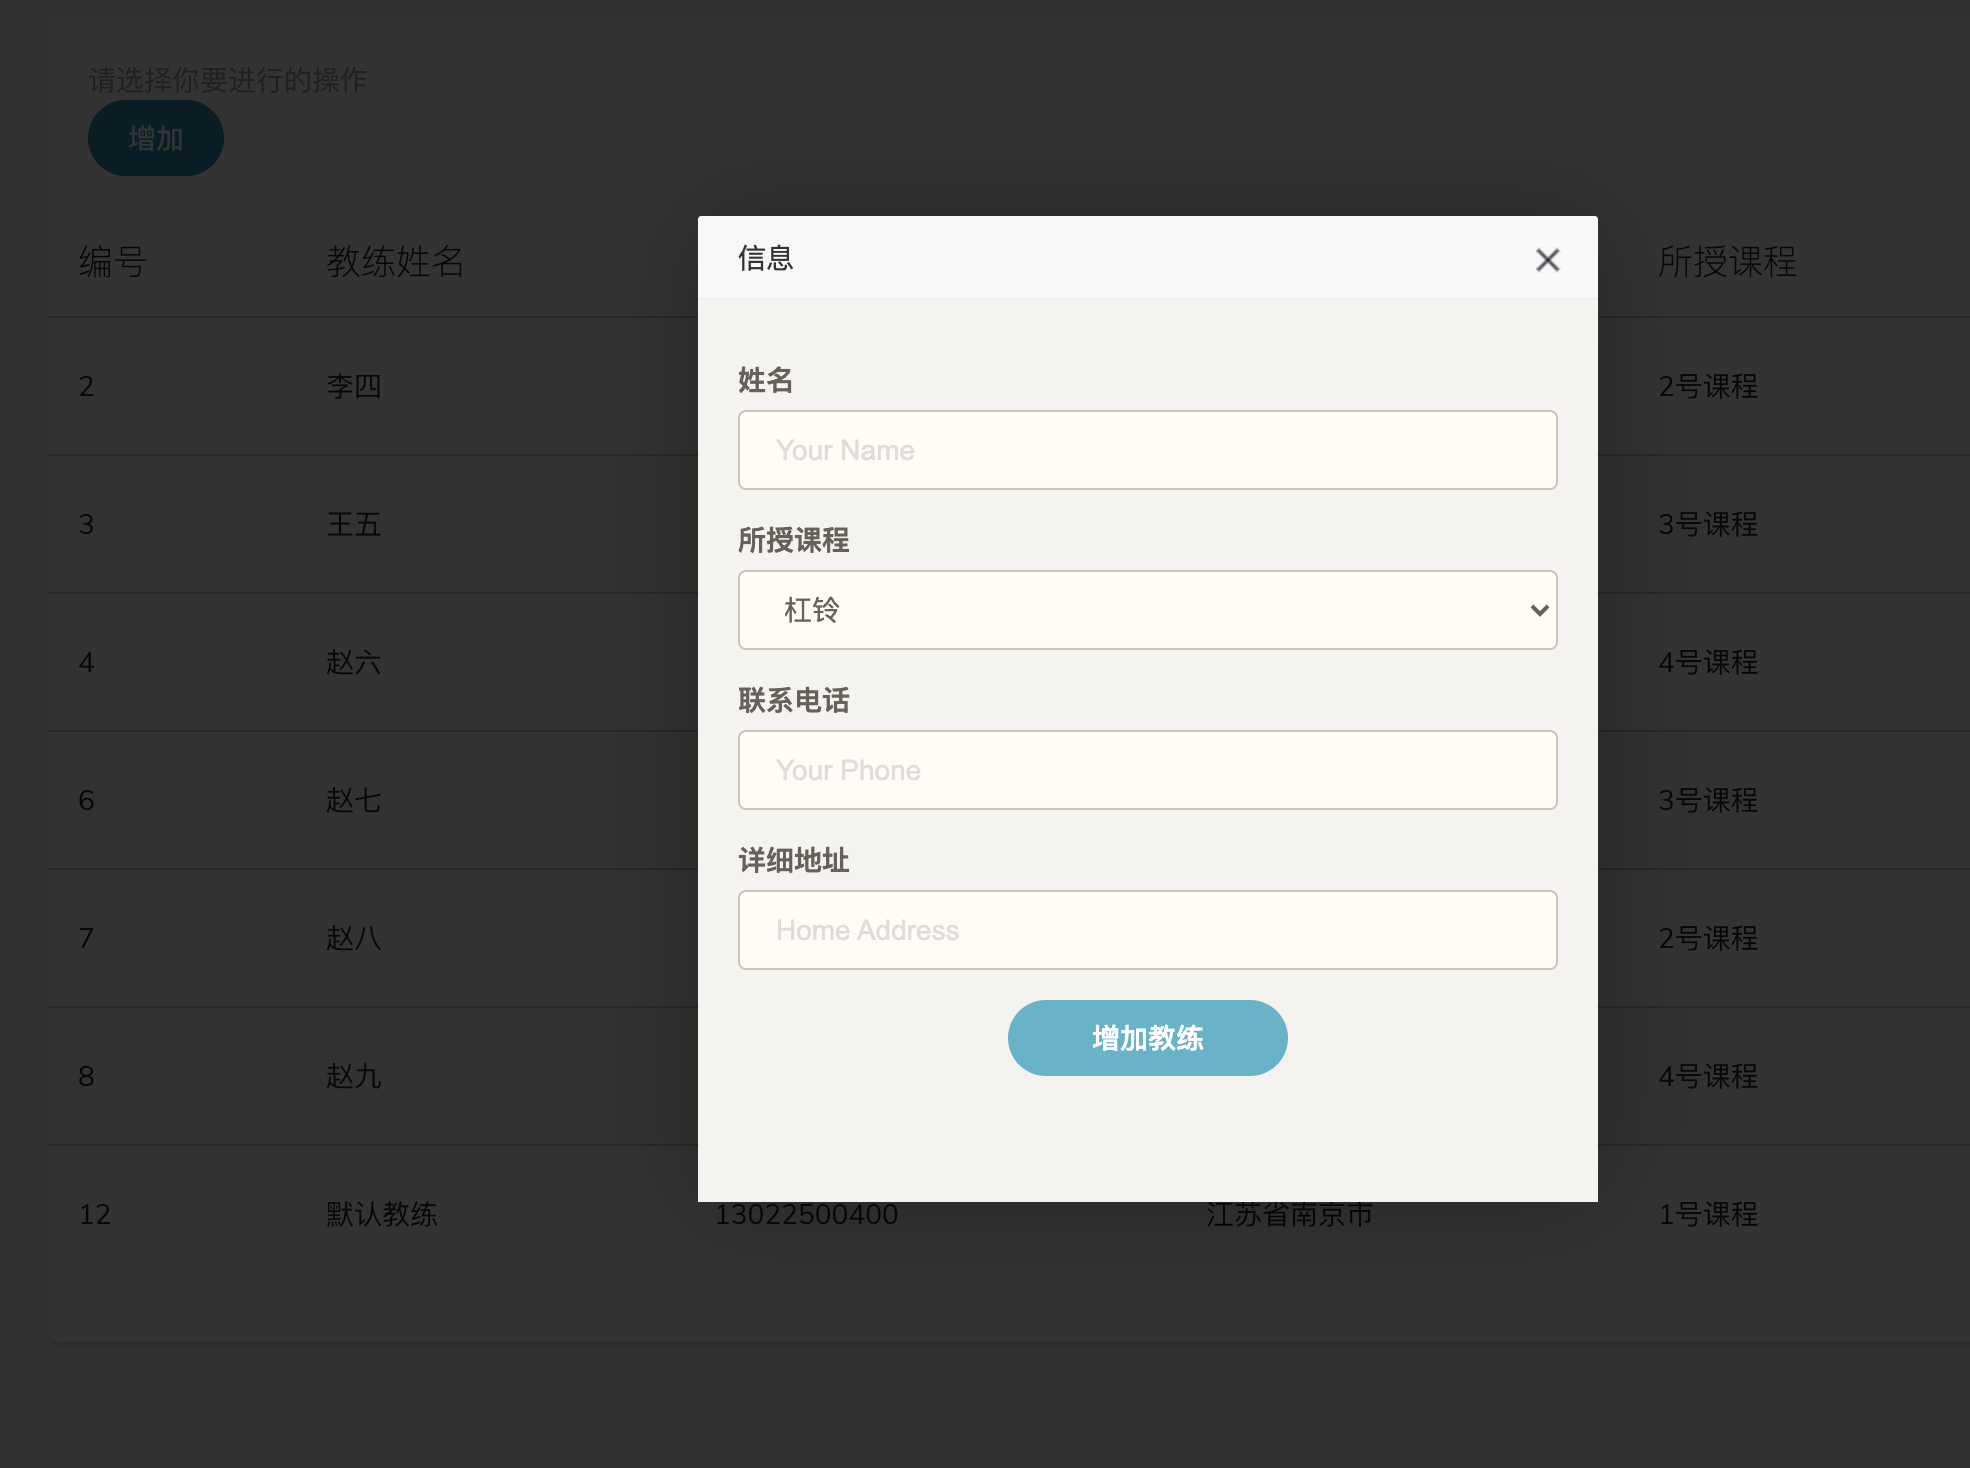 请选择你要进行的操作
增加
编号 教练姓名 所授课程
2 李四 2号课程
3 王五 3号课程
4 赵六 4号课程
6 赵七 3号课程
7 赵八 2号课程
8 赵九 4号课程
12 默认教练 13022500400 江苏省南京市 1号课程
信息
姓名
Your Name
所授课程
杠铃
联系电话
Your Phone
详细地址
Home Address
增加教练